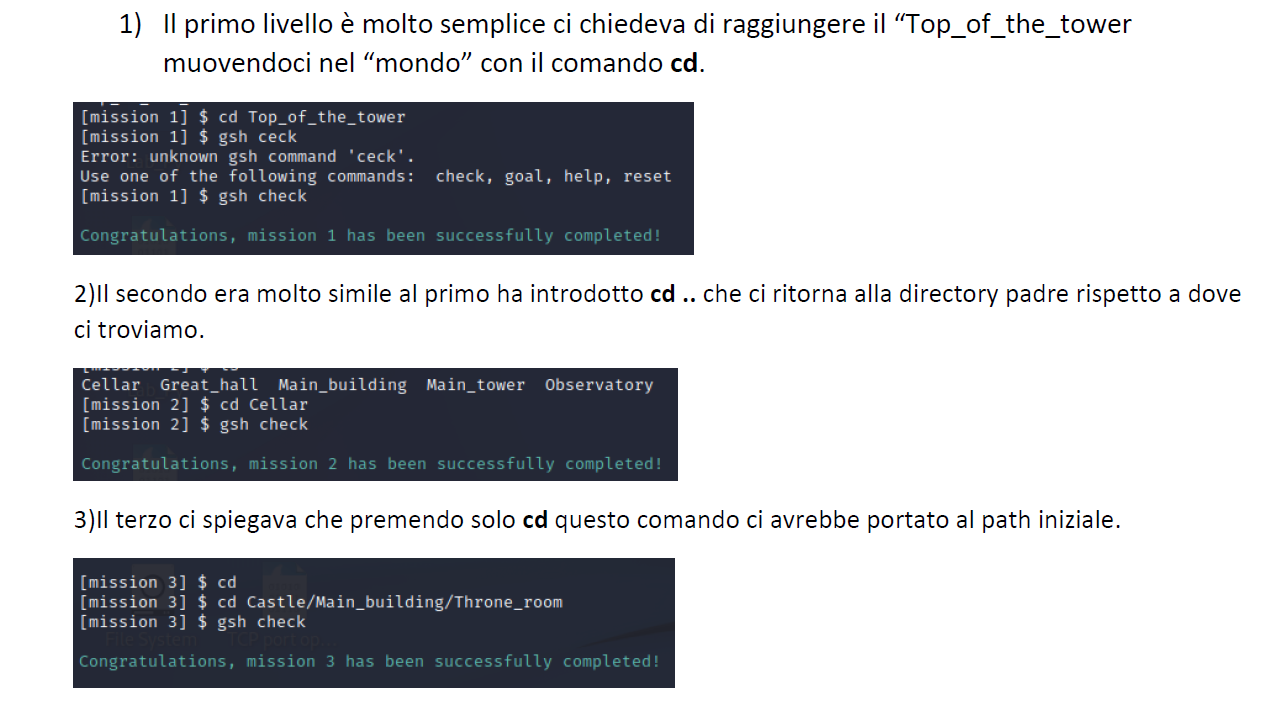 1) Il primo livello è molto semplice ci chiedeva di raggiungere il “Top_of_the_tower
muovendoci nel “mondo” con il comando cd.
[mission 1] $ cd Top_of_the_tower
[mission 1] $ gsh ceck
Error: unknown gsh command 'ceck'.
Use one of the following commands:  check, goal, help, reset
[mission 1] $ gsh check
Congratulations, mission 1 has been successfully completed!
2)Il secondo era molto simile al primo ha introdotto cd .. che ci ritorna alla directory padre rispetto a dove
ci troviamo.
Cellar  Great_hall  Main_building  Main_tower  Observatory
[mission 2] $ cd Cellar
[mission 2] $ gsh check
Congratulations, mission 2 has been successfully completed!
3)Il terzo ci spiegava che premendo solo cd questo comando ci avrebbe portato al path iniziale.
[mission 3] $ cd
[mission 3] $ cd Castle/Main_building/Throne_room
[mission 3] $ gsh check
File System
Congratulations, mission 3 has been successfully completed!